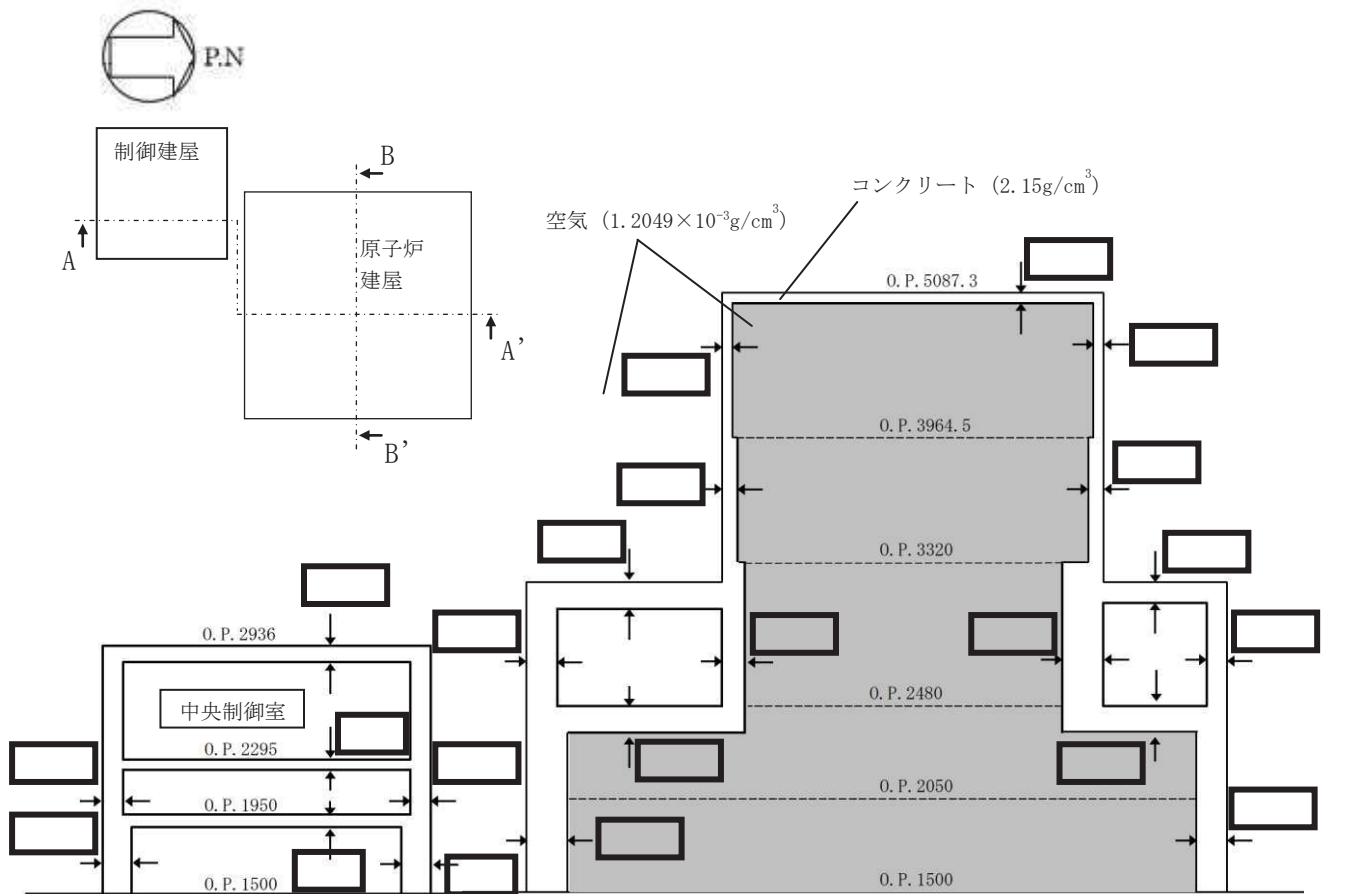 P.N
制御建屋
B
A
原子炉
建屋
A'
B'
コンクリート (2.15g/cm³)
空気 (1.2049×10⁻³g/cm³)
O.P.5087.3
O.P.3964.5
O.P.3320
O.P.2936
中央制御室
O.P.2480
O.P.2295
O.P.2050
O.P.1950
O.P.1500
O.P.1500